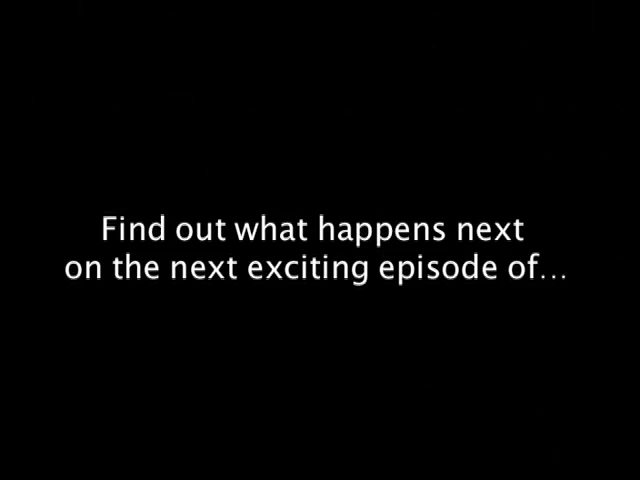 Find out what happens next
on the next exciting episode of...